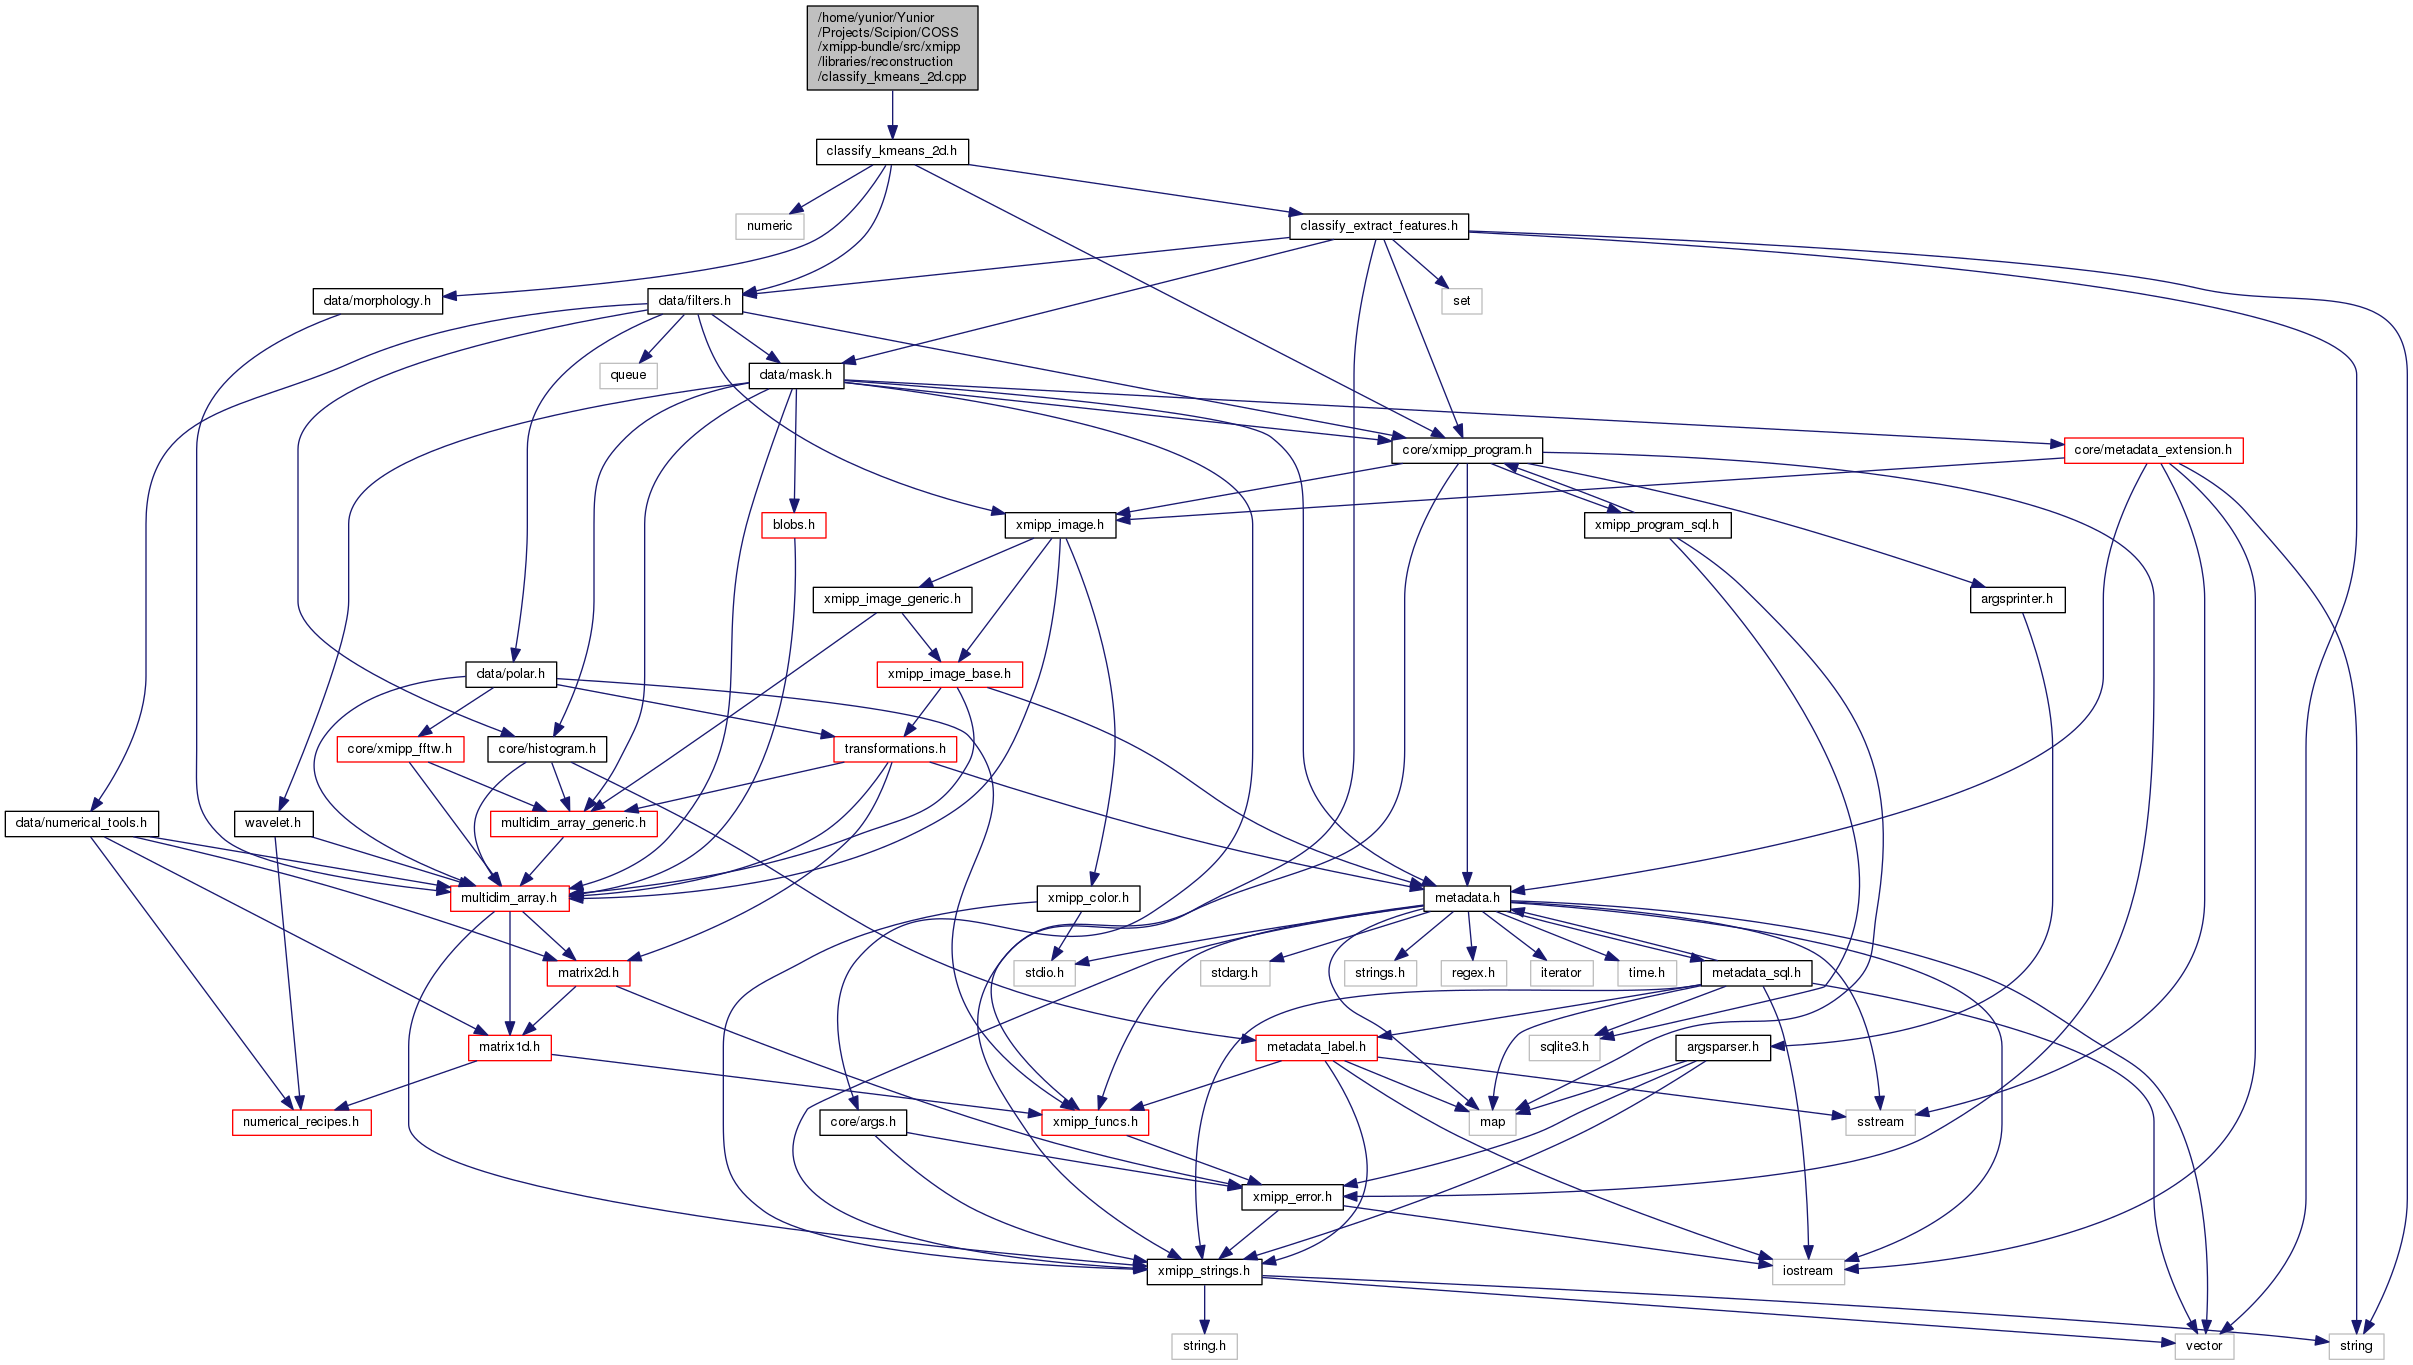 /home/yunior/Yunior
/Projects/Scipion/COSS
/xmipp-bundle/src/xmipp
/libraries/reconstruction
/classify_kmeans_2d.cpp
classify_kmeans_2d.h
numeric
classify_extract_features.h
data/morphology.h
data/filters.h
set
queue
data/mask.h
core/xmipp_program.h
core/metadata_extension.h
blobs.h
xmipp_image.h
xmipp_program_sql.h
xmipp_image_generic.h
argsprinter.h
data/polar.h
xmipp_image_base.h
core/xmipp_fftw.h
core/histogram.h
transformations.h
data/numerical_tools.h
wavelet.h
multidim_array_generic.h
multidim_array.h
xmipp_color.h
metadata.h
matrix2d.h
stdio.h
stdarg.h
strings.h
regex.h
iterator
time.h
metadata_sql.h
matrix1d.h
metadata_label.h
sqlite3.h
argsparser.h
numerical_recipes.h
core/args.h
xmipp_funcs.h
map
sstream
xmipp_error.h
xmipp_strings.h
iostream
string.h
vector
string